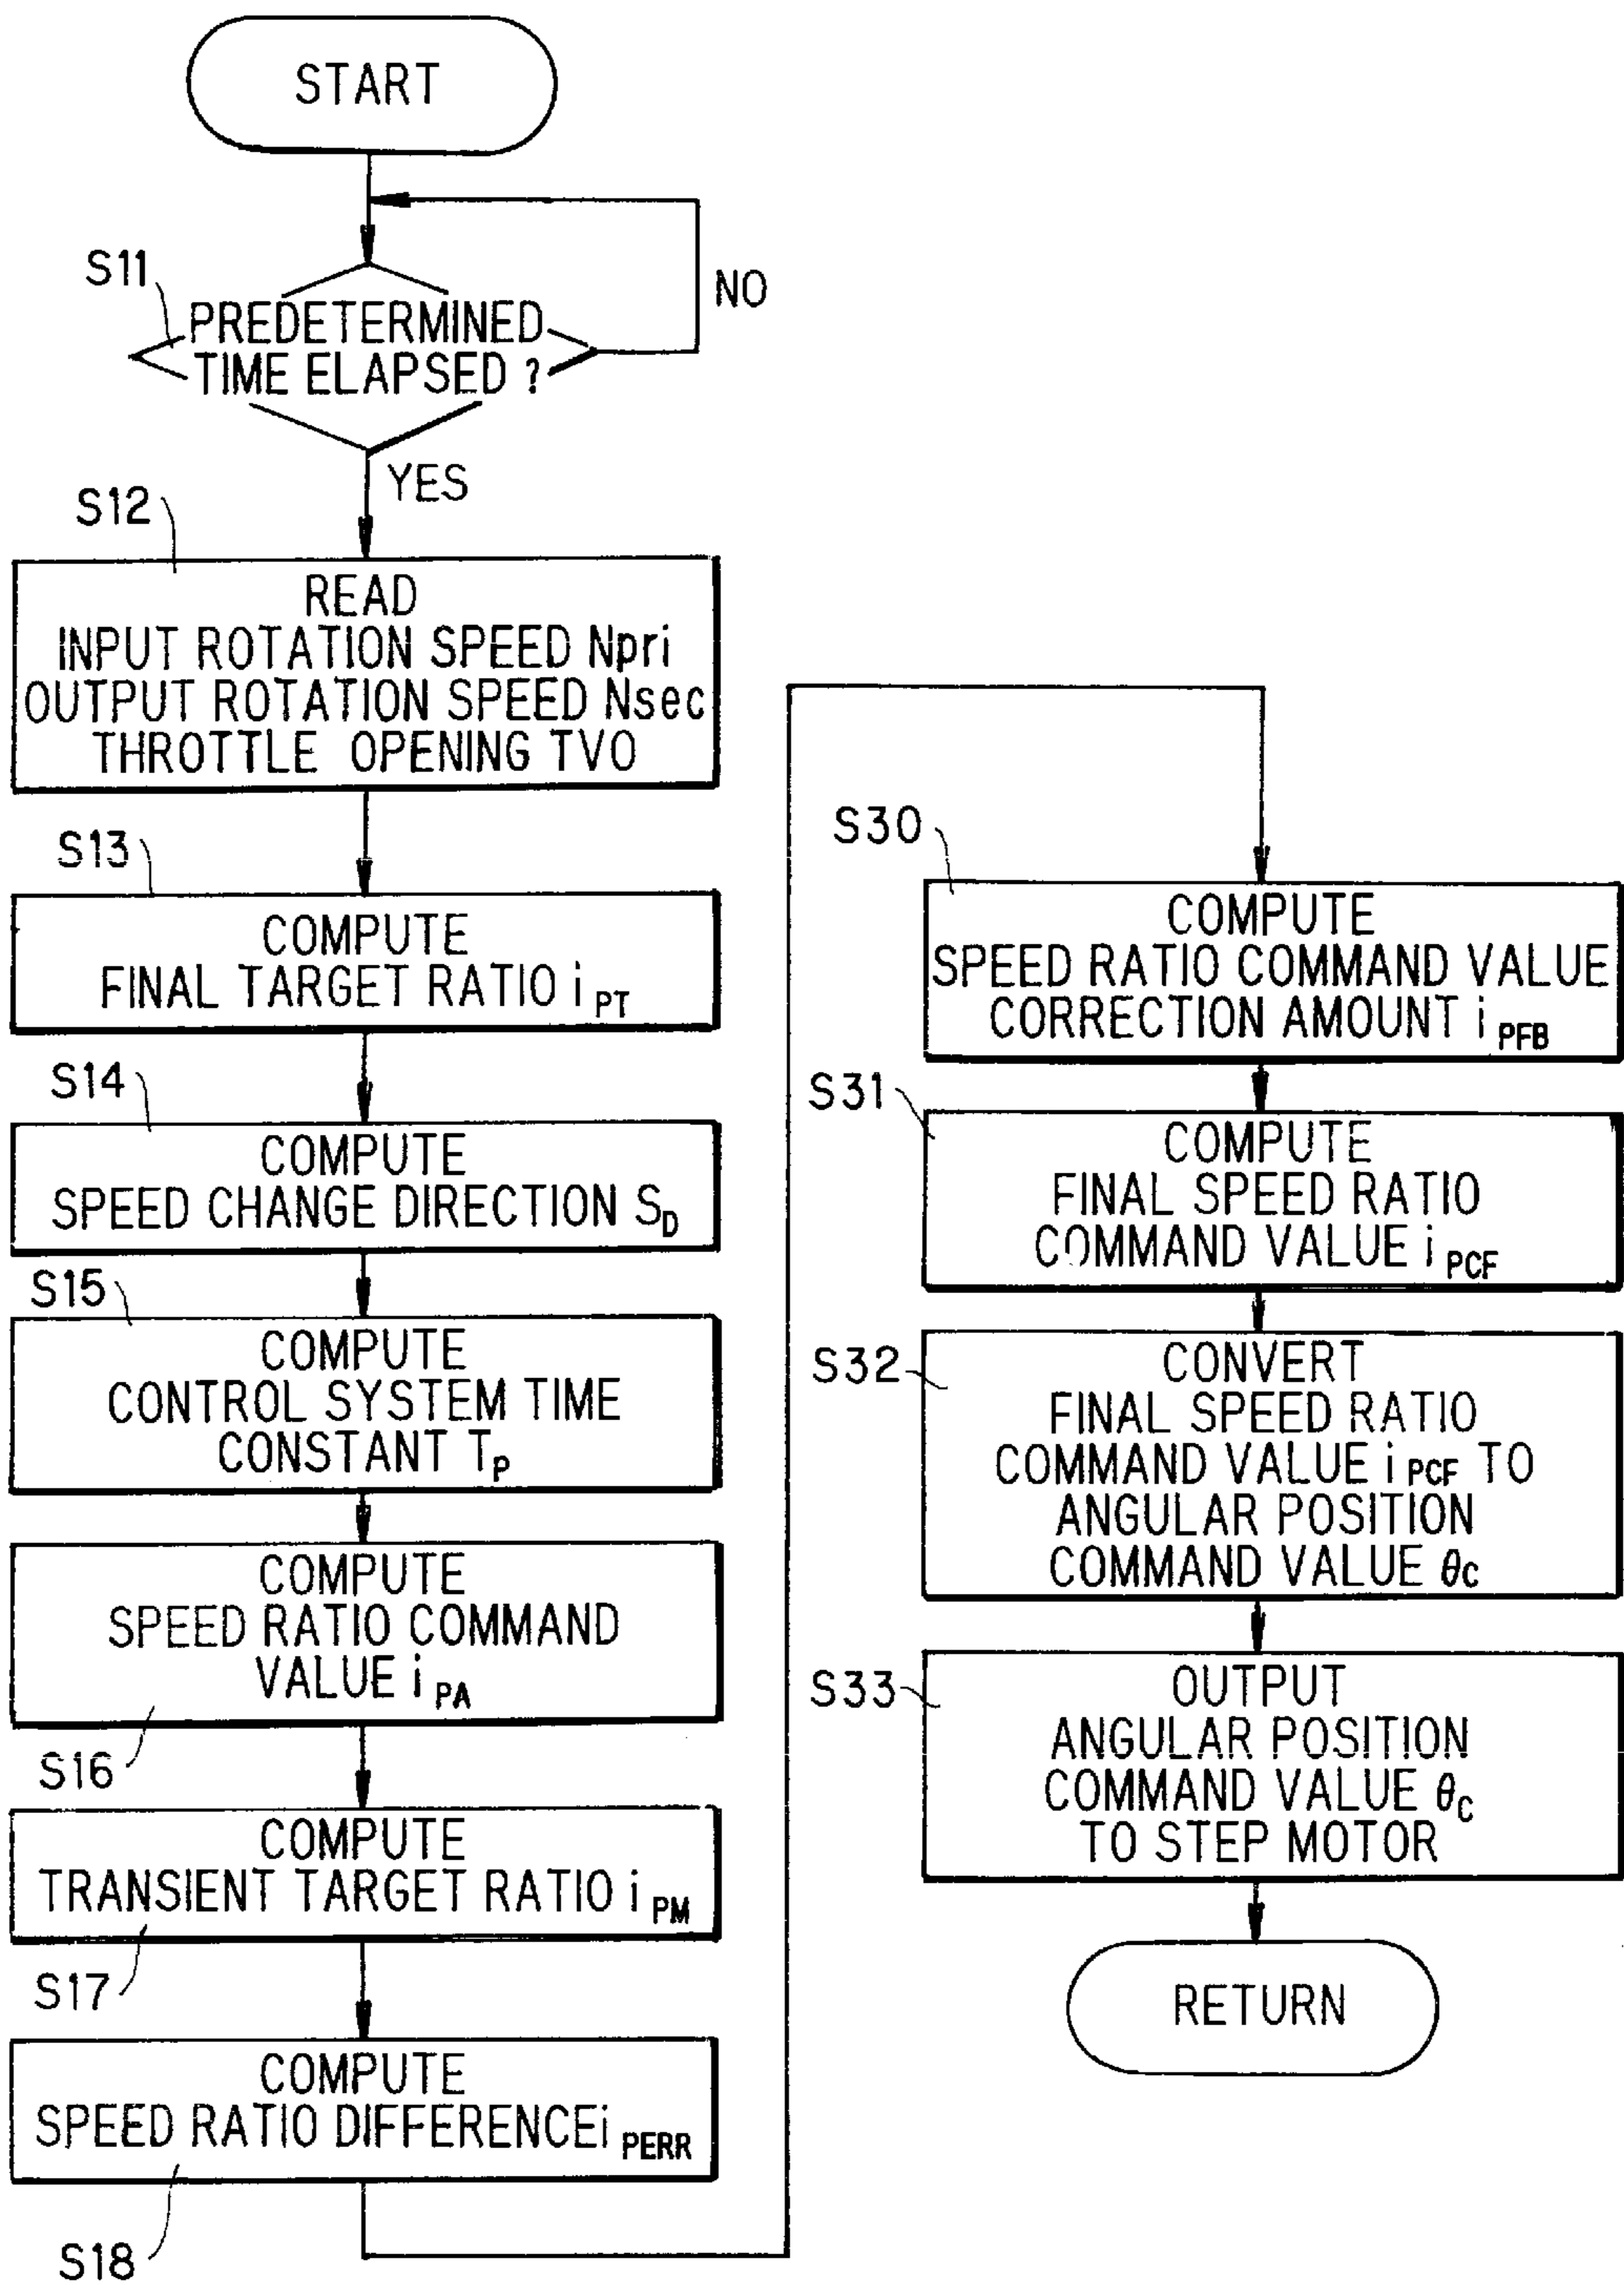 START
S11
PREDETERMINED
TIME ELAPSED ?
NO
YES
S12
READ
INPUT ROTATION SPEED Npri
OUTPUT ROTATION SPEED Nsec
THROTTLE OPENING TVO
S13
COMPUTE
FINAL TARGET RATIO i PT
S14
COMPUTE
SPEED CHANGE DIRECTION SD
S15
COMPUTE
CONTROL SYSTEM TIME
CONSTANT TP
COMPUTE
SPEED RATIO COMMAND
VALUE i PA
S16
COMPUTE
TRANSIENT TARGET RATIO i PM
S17
COMPUTE
SPEED RATIO DIFFERENCE i PERR
S18
S30
COMPUTE
SPEED RATIO COMMAND VALUE
CORRECTION AMOUNT i PFB
S31
COMPUTE
FINAL SPEED RATIO
COMMAND VALUE i PCF
S32
CONVERT
FINAL SPEED RATIO
COMMAND VALUE i PCF TO
ANGULAR POSITION
COMMAND VALUE θc
S33
OUTPUT
ANGULAR POSITION
COMMAND VALUE θC
TO STEP MOTOR
RETURN